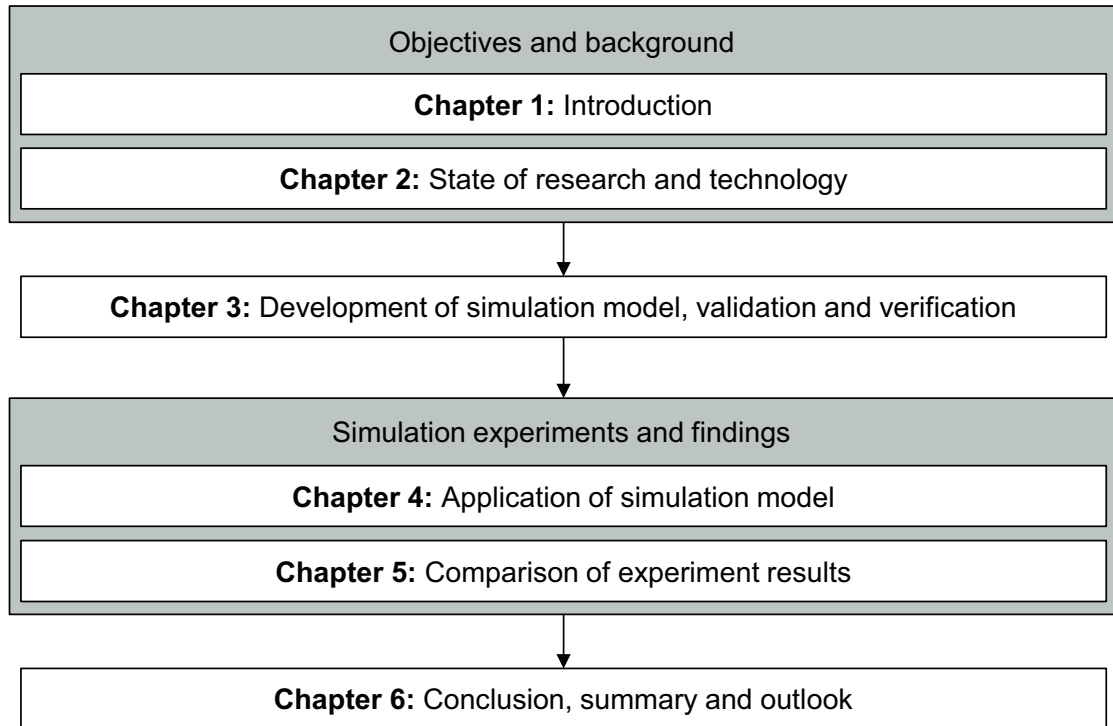 Objectives and background
Chapter 1: Introduction
Chapter 2: State of research and technology
Chapter 3: Development of simulation model, validation and verification
Simulation experiments and findings
Chapter 4: Application of simulation model
Chapter 5: Comparison of experiment results
Chapter 6: Conclusion, summary and outlook